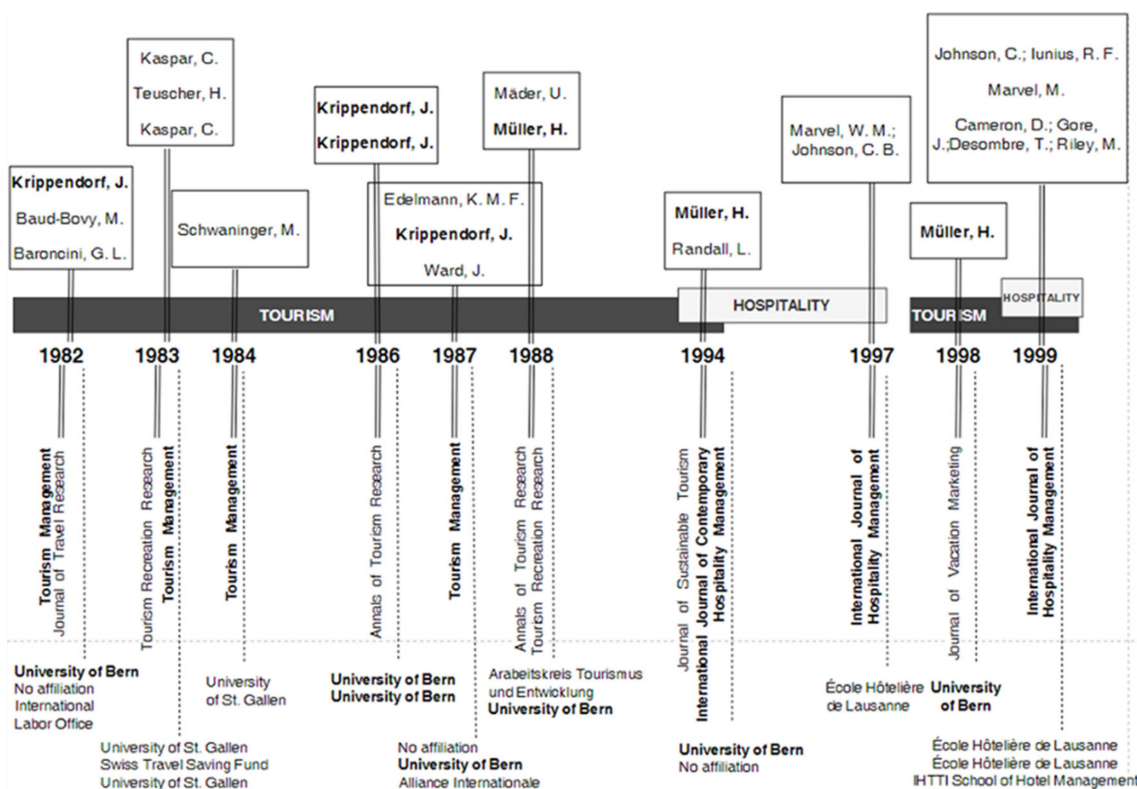 Kaspar, C.
Teuscher, H.
Kaspar, C.
Krippendorf, J.
Krippendorf, J.
Mäder, U.
Müller, H.
Johnson, C.; Iunius, R. F.
Marvel, M.
Cameron, D.; Gore,
J.;Desombre, T.; Riley, M.
Marvel, W. M.;
Johnson, C. B.
Krippendorf, J.
Baud-Bovy, M.
Baroncini, G. L.
Schwaninger, M.
Edelmann, K. M. F.
Krippendorf, J.
Ward, J.
Müller, H.
Randall, L.
Müller, H.
TOURISM
HOSPITALITY
TOURISM
HOSPITALITY
1982
1983
1984
1986
1987
1988
1994
1997
1998
1999
Tourism Management
Journal of Travel Research
Tourism Recreation Research
Tourism Management
Tourism Management
Annals of Tourism Research
Tourism Management
Annals of Tourism Research
Tourism Recreation Research
Journal of Sustainable Tourism
International Journal of Contemporary
Hospitality Management
International Journal of
Hospitality Management
Journal of Vacation Marketing
International Journal of
Hospitality Management
University of Bern
No affiliation
International
Labor Office
University of St. Gallen
Swiss Travel Saving Fund
University of St. Gallen
University
of St. Gallen
University of Bern
University of Bern
No affiliation
University of Bern
Alliance Internationale
Arabeitskreis Tourismus
und Entwicklung
University of Bern
University of Bern
No affiliation
École Hôtelière
de Lausanne
University
of Bern
École Hôtelière de Lausanne
École Hôtelière de Lausanne
IHTTI School of Hotel Management